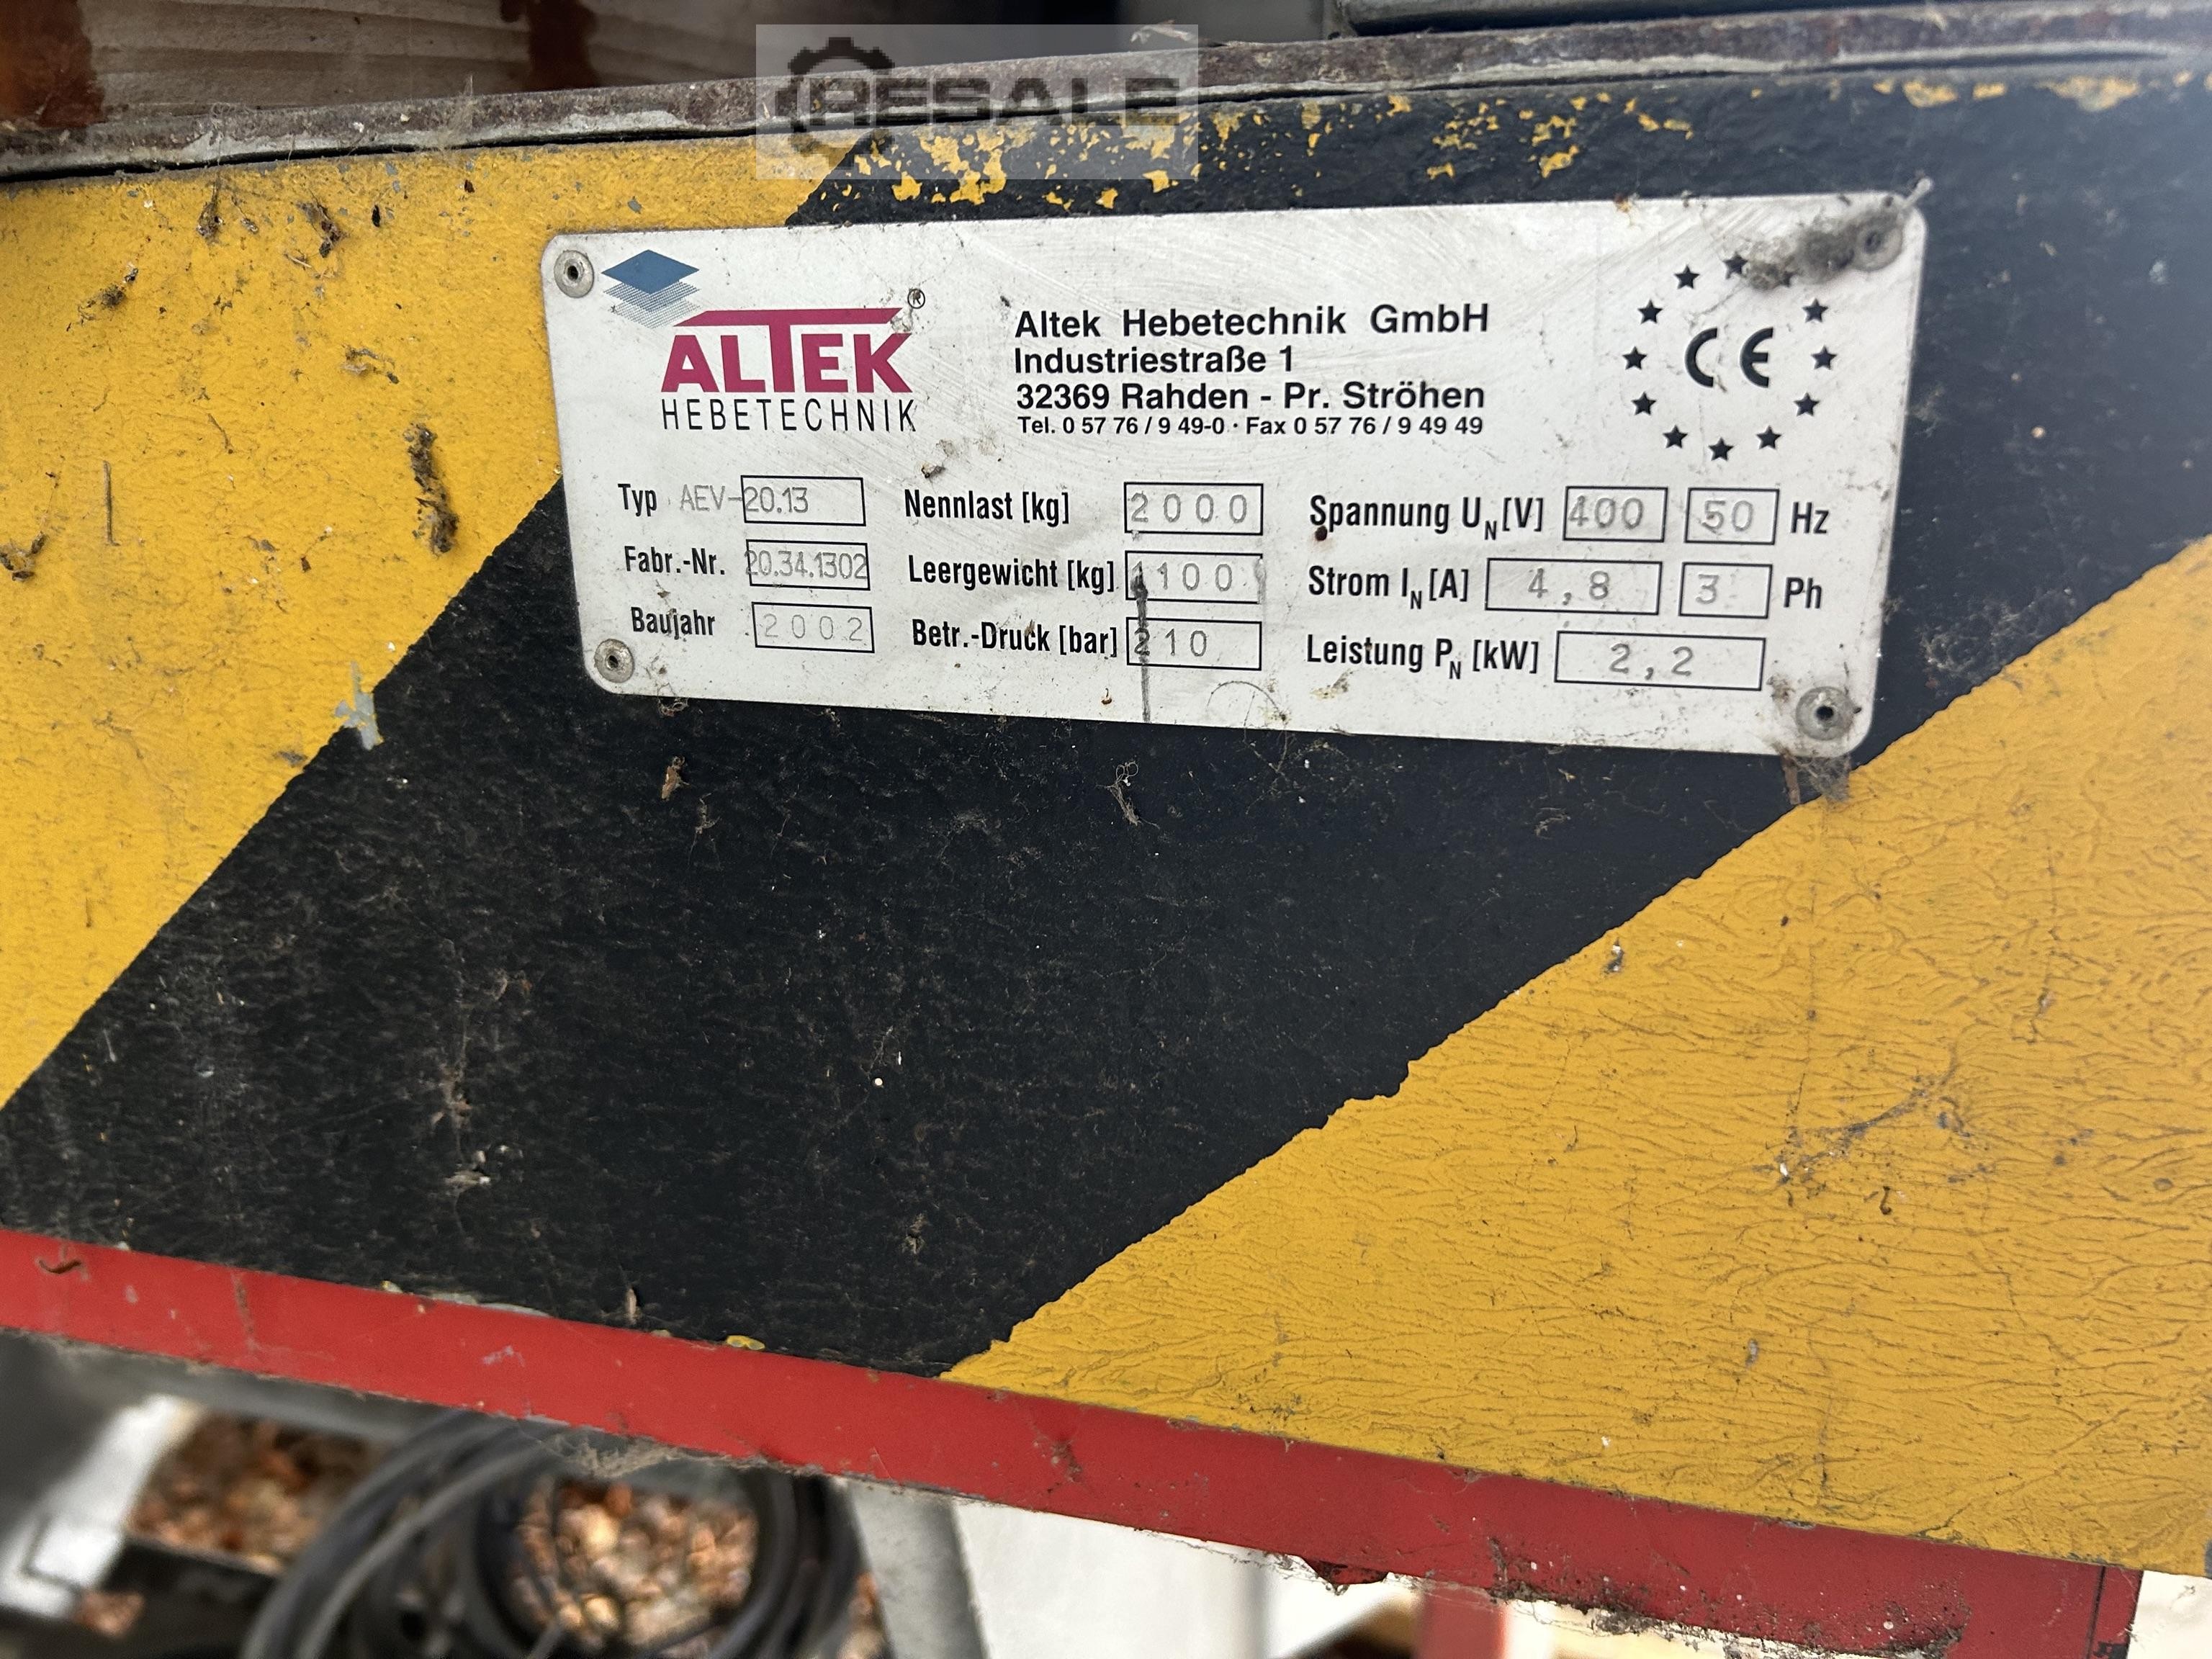 RESALE
ALTEK®
HEBETECHNIK
Altek Hebetechnik GmbH
Industriestraße 1
32369 Rahden - Pr. Ströhen
Tel. 0 57 76 / 9 49-0 · Fax 0 57 76 / 9 49 49
CE
Typ AEV-20.13 Nennlast [kg] 2000 Spannung UN [V] 400 50 Hz
Fabr.-Nr. 20.34.1302 Leergewicht [kg] 1100 Strom IN [A] 4,8 3 Ph
Baujahr 2002 Betr.-Druck [bar] 210 Leistung PN [kW] 2,2